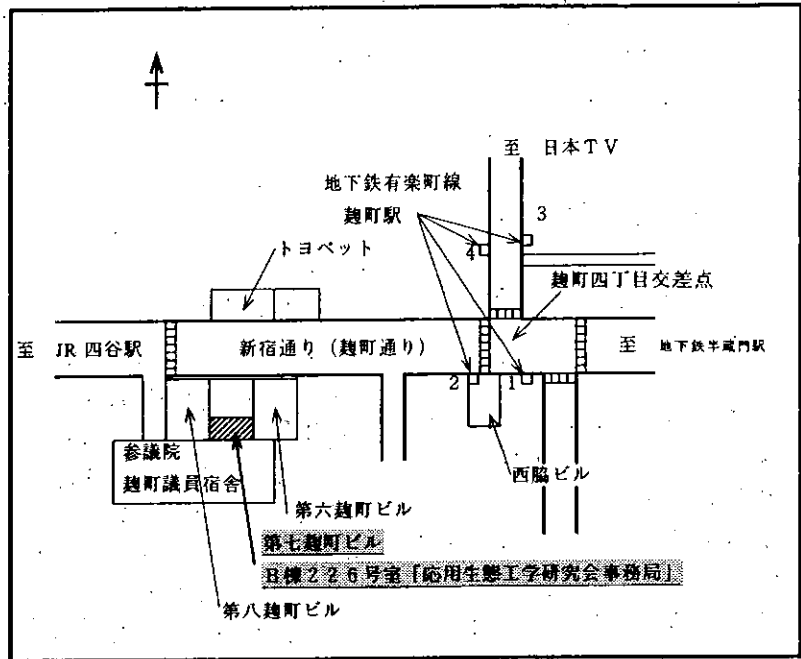 至 日本TV
地下鉄有楽町線
麹町駅
3
4
トヨペット
麹町四丁目交差点
至 JR 四谷駅
新宿通り (麹町通り)
至 地下鉄半蔵門駅
2
1
参議院
麹町議員宿舎
西脇ビル
第六麹町ビル
第七麹町ビル
B棟226号室「応用生態工学研究会事務局」
第八麹町ビル